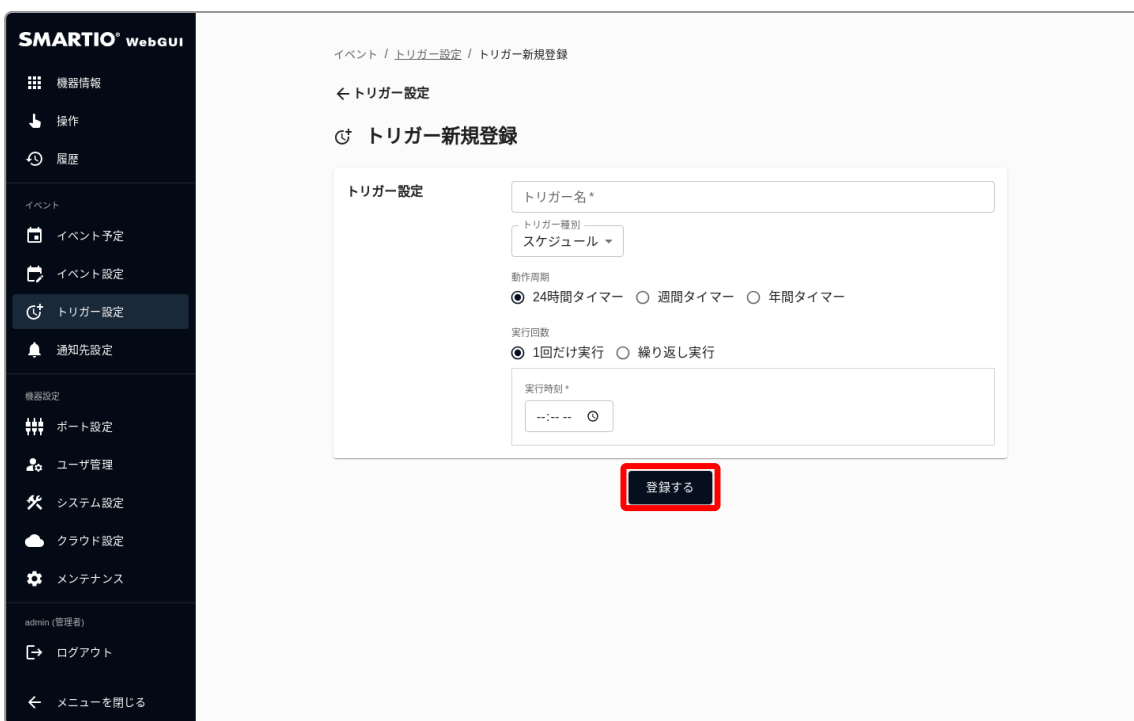 SMARTIO® WebGUI
機器情報
操作
履歴
イベント
イベント予定
イベント設定
トリガー設定
通知先設定
機器設定
ポート設定
ユーザ管理
システム設定
クラウド設定
メンテナンス
admin (管理者)
ログアウト
メニューを閉じる
イベント / トリガー設定 / トリガー新規登録
トリガー設定
トリガー新規登録
トリガー設定
トリガー名 *
トリガー種別
スケジュール
動作周期
24時間タイマー 週間タイマー 年間タイマー
実行回数
1回だけ実行 繰り返し実行
実行時刻 *
--:-- --
登録する